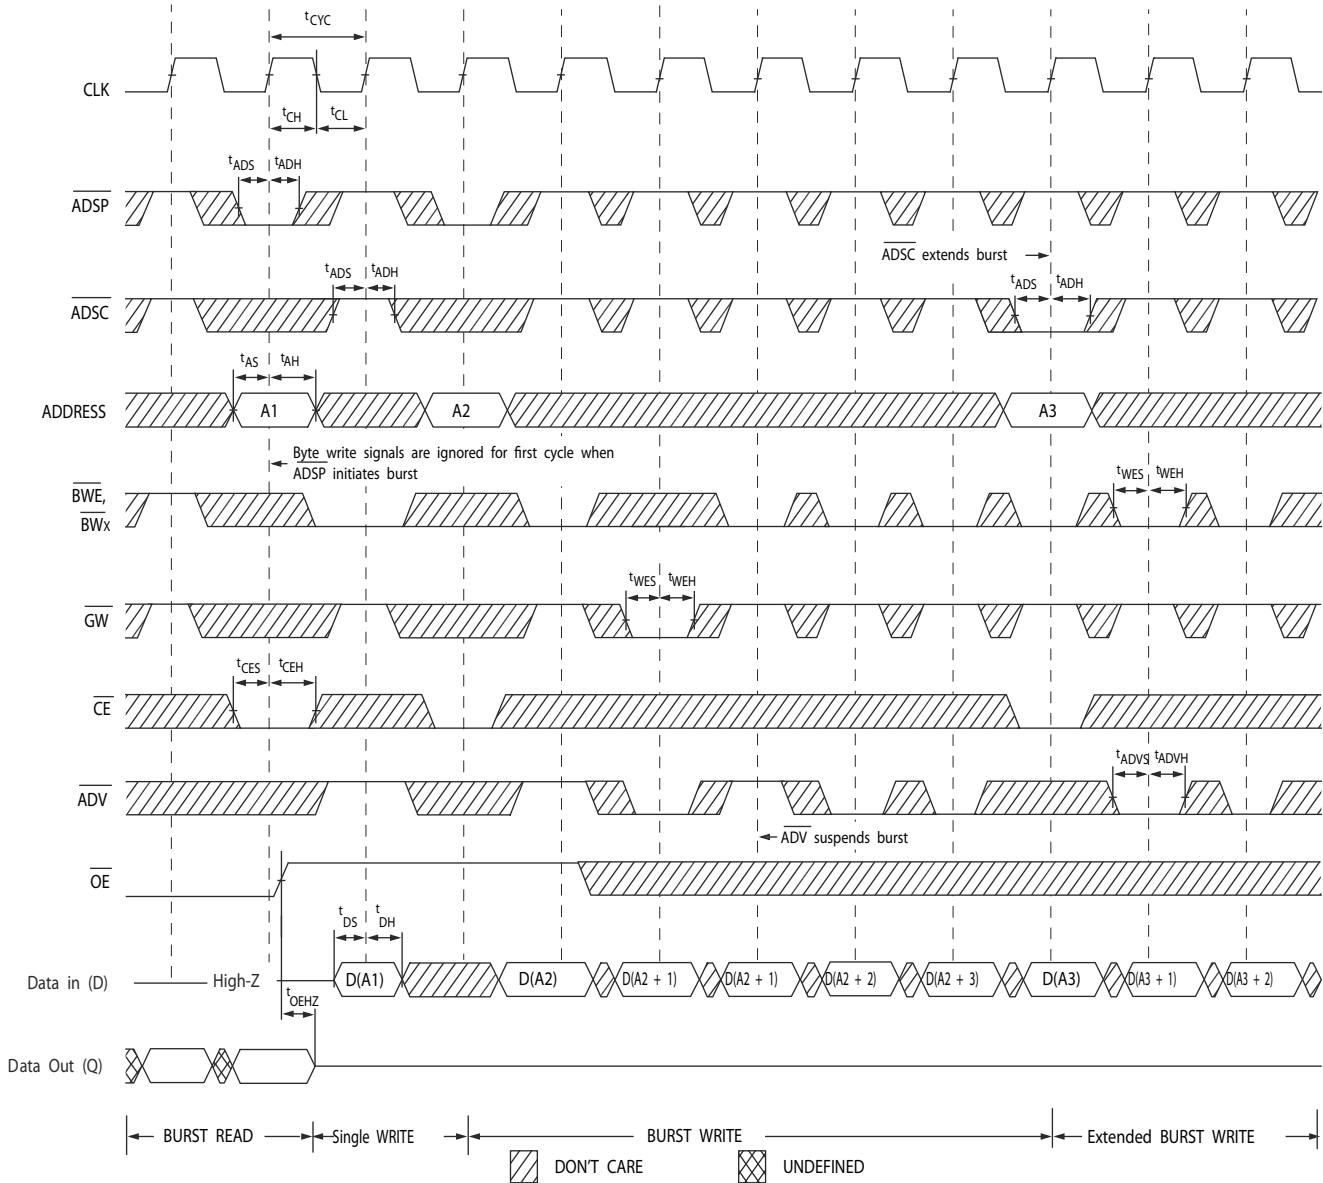 tCYC
CLK
tCH
tCL
tADS
tADH
ADSP
ADSC extends burst
tADS
tADH
tADS
tADH
ADSC
tAS
tAH
ADDRESS
A1
A2
A3
Byte write signals are ignored for first cycle when
ADSP initiates burst
tWES
tWEH
BWE,
BWx
tWES
tWEH
GW
tCES
tCEH
CE
tADVS
tADVH
ADV
ADV suspends burst
OE
tDS
tDH
Data in (D)
High-Z
D(A1)
D(A2)
D(A2 + 1)
D(A2 + 1)
D(A2 + 2)
D(A2 + 3)
D(A3)
D(A3 + 1)
D(A3 + 2)
tOEHZ
Data Out (Q)
BURST READ
Single WRITE
BURST WRITE
Extended BURST WRITE
DON'T CARE
UNDEFINED